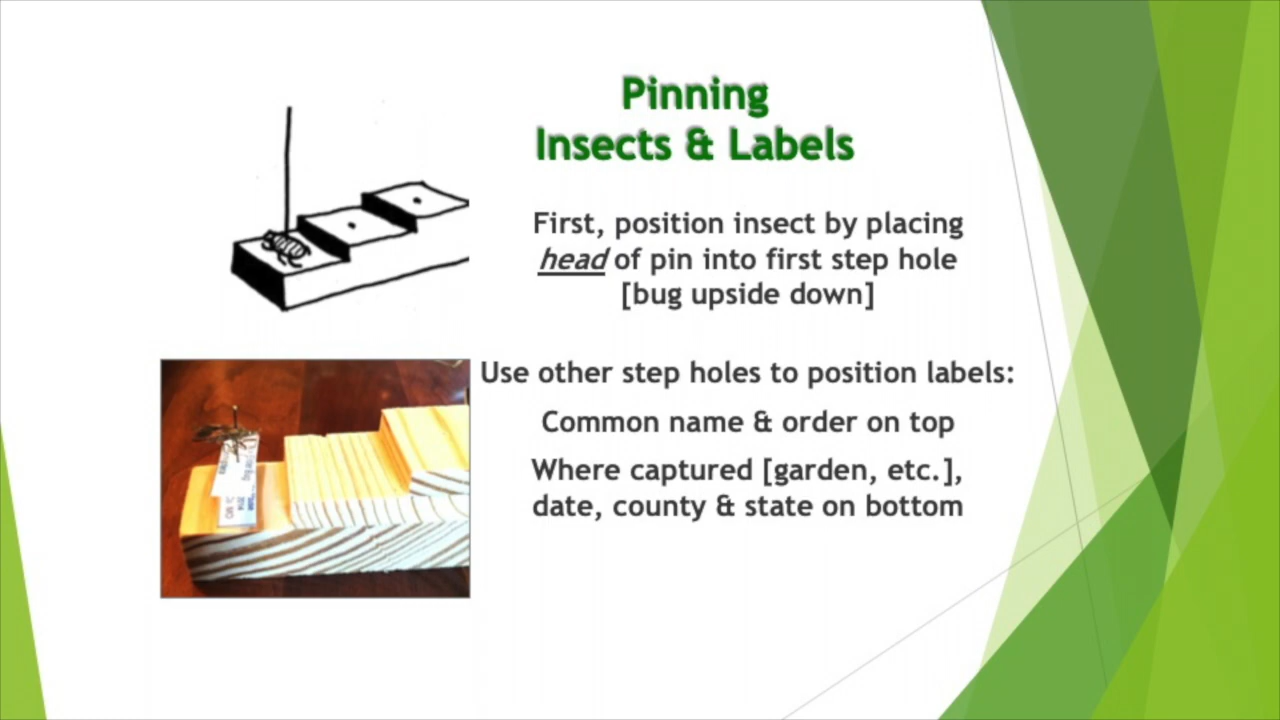 Pinning
Insects & Labels
First, position insect by placing
head of pin into first step hole
[bug upside down]
Use other step holes to position labels:
Common name & order on top
Where captured [garden, etc.],
date, county & state on bottom